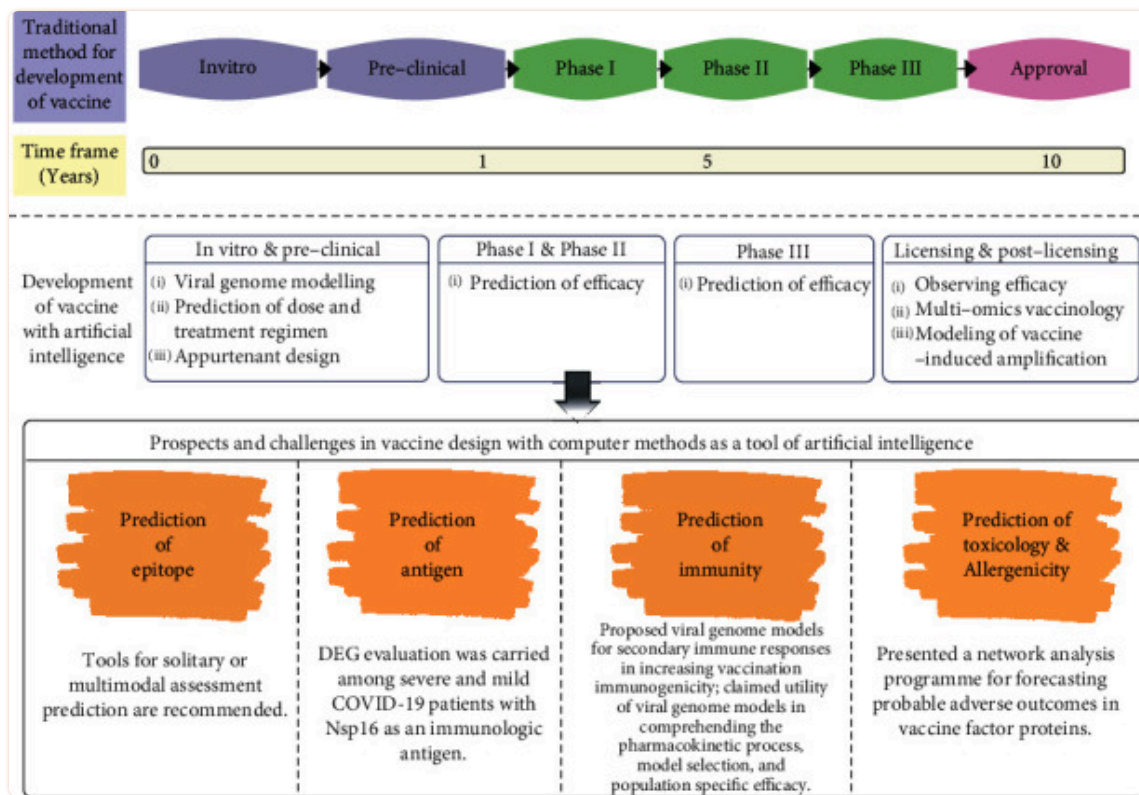 Traditional
method for
development
of vaccine
Invitro
Pre–clinical
Phase I
Phase II
Phase III
Approval
Time frame
(Years)
0
1
5
10
Development
of vaccine
with artificial
intelligence
In vitro & pre–clinical
(i) Viral genome modelling
(ii) Prediction of dose and
treatment regimen
(iii) Appurtenant design
Phase I & Phase II
(i) Prediction of efficacy
Phase III
(i) Prediction of efficacy
Licensing & post–licensing
(i) Observing efficacy
(ii) Multi–omics vaccinology
(iii) Modeling of vaccine
–induced amplification
Prospects and challenges in vaccine design with computer methods as a tool of artificial intelligence
Prediction
of
epitope
Tools for solitary or
multimodal assessment
prediction are recommended.
Prediction
of
antigen
DEG evaluation was carried
among severe and mild
COVID-19 patients with
Nsp16 as an immunologic
antigen.
Prediction
of
immunity
Proposed viral genome models
for secondary immune responses
in increasing vaccination
immunogenicity; claimed utility
of viral genome models in
comprehending the
pharmacokinetic process,
model selection, and
population specific efficacy.
Prediction of
toxicology &
Allergenicity
Presented a network analysis
programme for forecasting
probable adverse outcomes in
vaccine factor proteins.